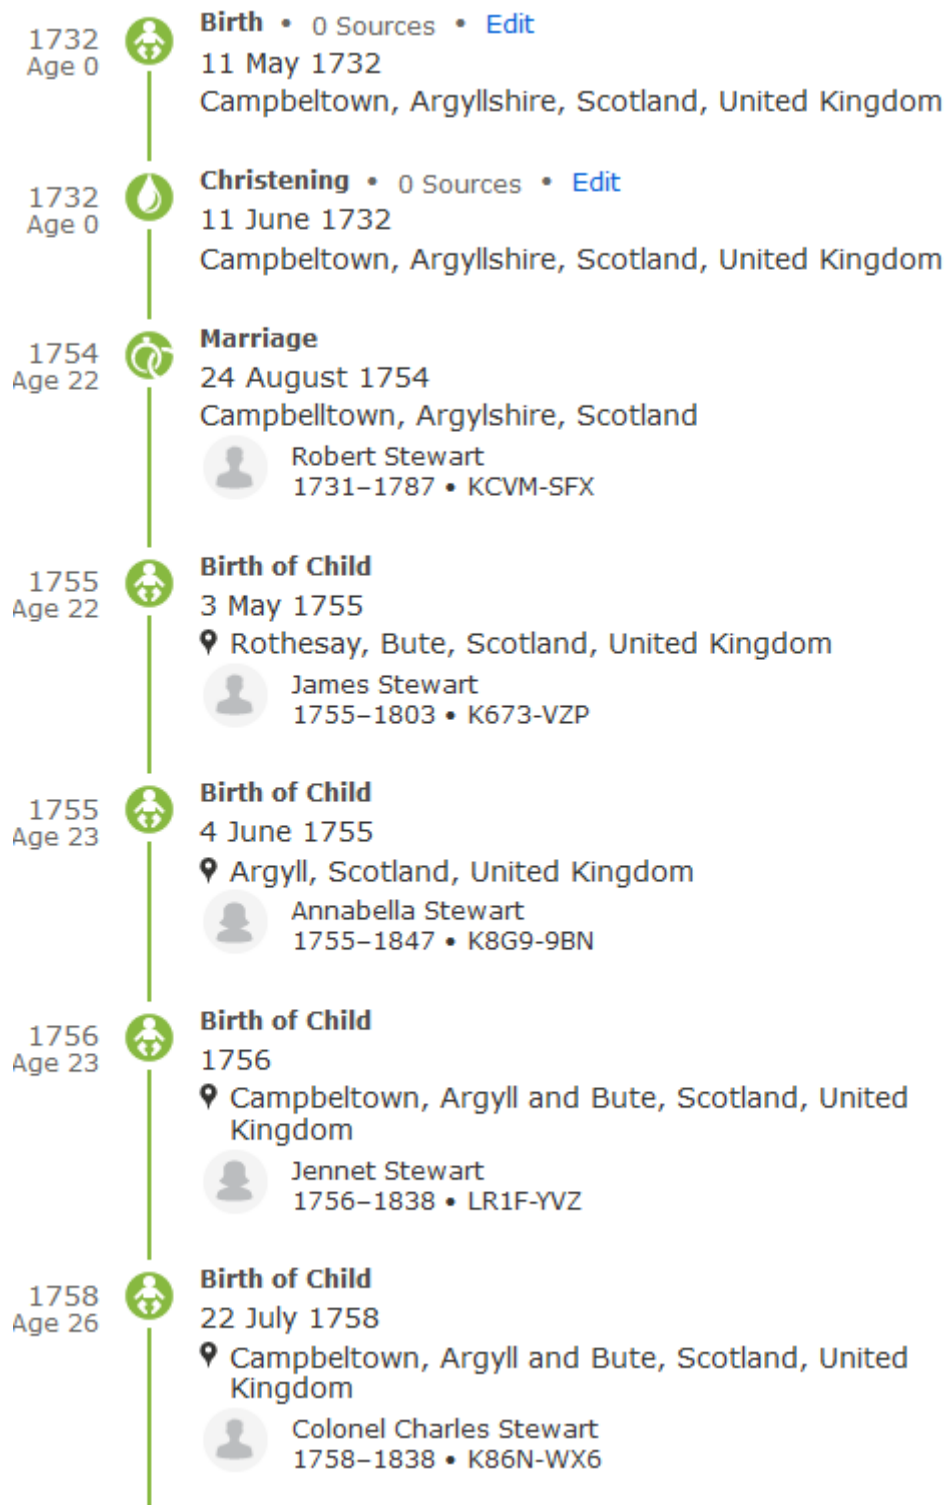 1732
Age 0
Birth • 0 Sources • Edit
11 May 1732
Campbeltown, Argyllshire, Scotland, United Kingdom
1732
Age 0
Christening • 0 Sources • Edit
11 June 1732
Campbeltown, Argyllshire, Scotland, United Kingdom
1754
Age 22
Marriage
24 August 1754
Campbelltown, Argylshire, Scotland
Robert Stewart
1731–1787 • KCVM-SFX
1755
Age 22
Birth of Child
3 May 1755
Rothesay, Bute, Scotland, United Kingdom
James Stewart
1755–1803 • K673-VZP
1755
Age 23
Birth of Child
4 June 1755
Argyll, Scotland, United Kingdom
Annabella Stewart
1755–1847 • K8G9-9BN
1756
Age 23
Birth of Child
1756
Campbeltown, Argyll and Bute, Scotland, United
Kingdom
Jennet Stewart
1756–1838 • LR1F-YVZ
1758
Age 26
Birth of Child
22 July 1758
Campbeltown, Argyll and Bute, Scotland, United
Kingdom
Colonel Charles Stewart
1758–1838 • K86N-WX6